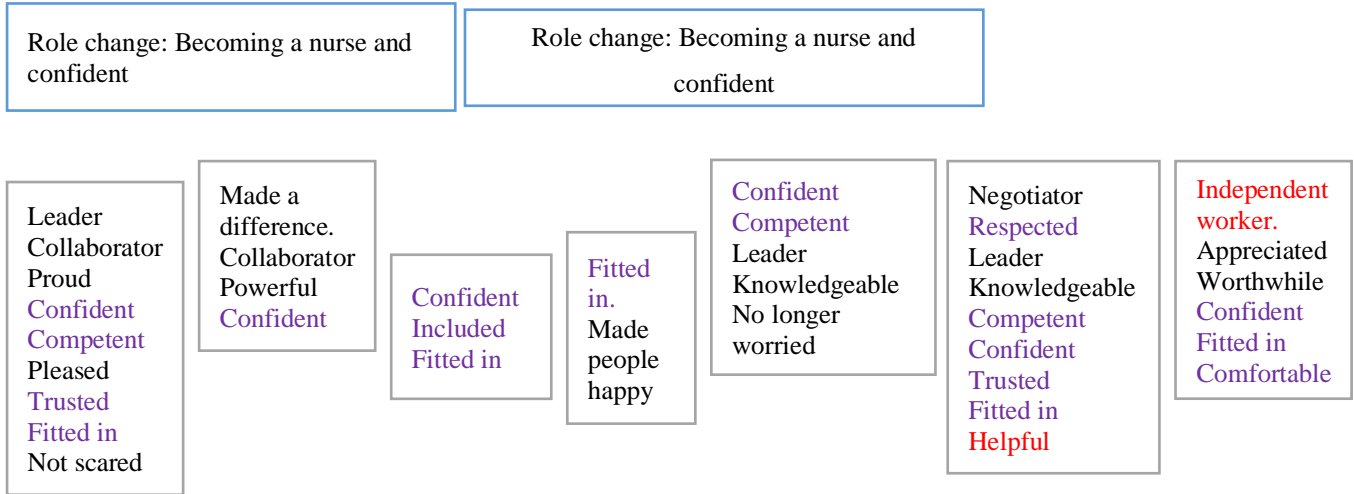 Role change: Becoming a nurse and
confident
Role change: Becoming a nurse and
confident
Leader
Collaborator
Proud
Confident
Competent
Pleased
Trusted
Fitted in
Not scared
Made a
difference.
Collaborator
Powerful
Confident
Confident
Included
Fitted in
Fitted
in.
Made
people
happy
Confident
Competent
Leader
Knowledgeable
No longer
worried
Negotiator
Respected
Leader
Knowledgeable
Competent
Confident
Trusted
Fitted in
Helpful
Independent
worker.
Appreciated
Worthwhile
Confident
Fitted in
Comfortable